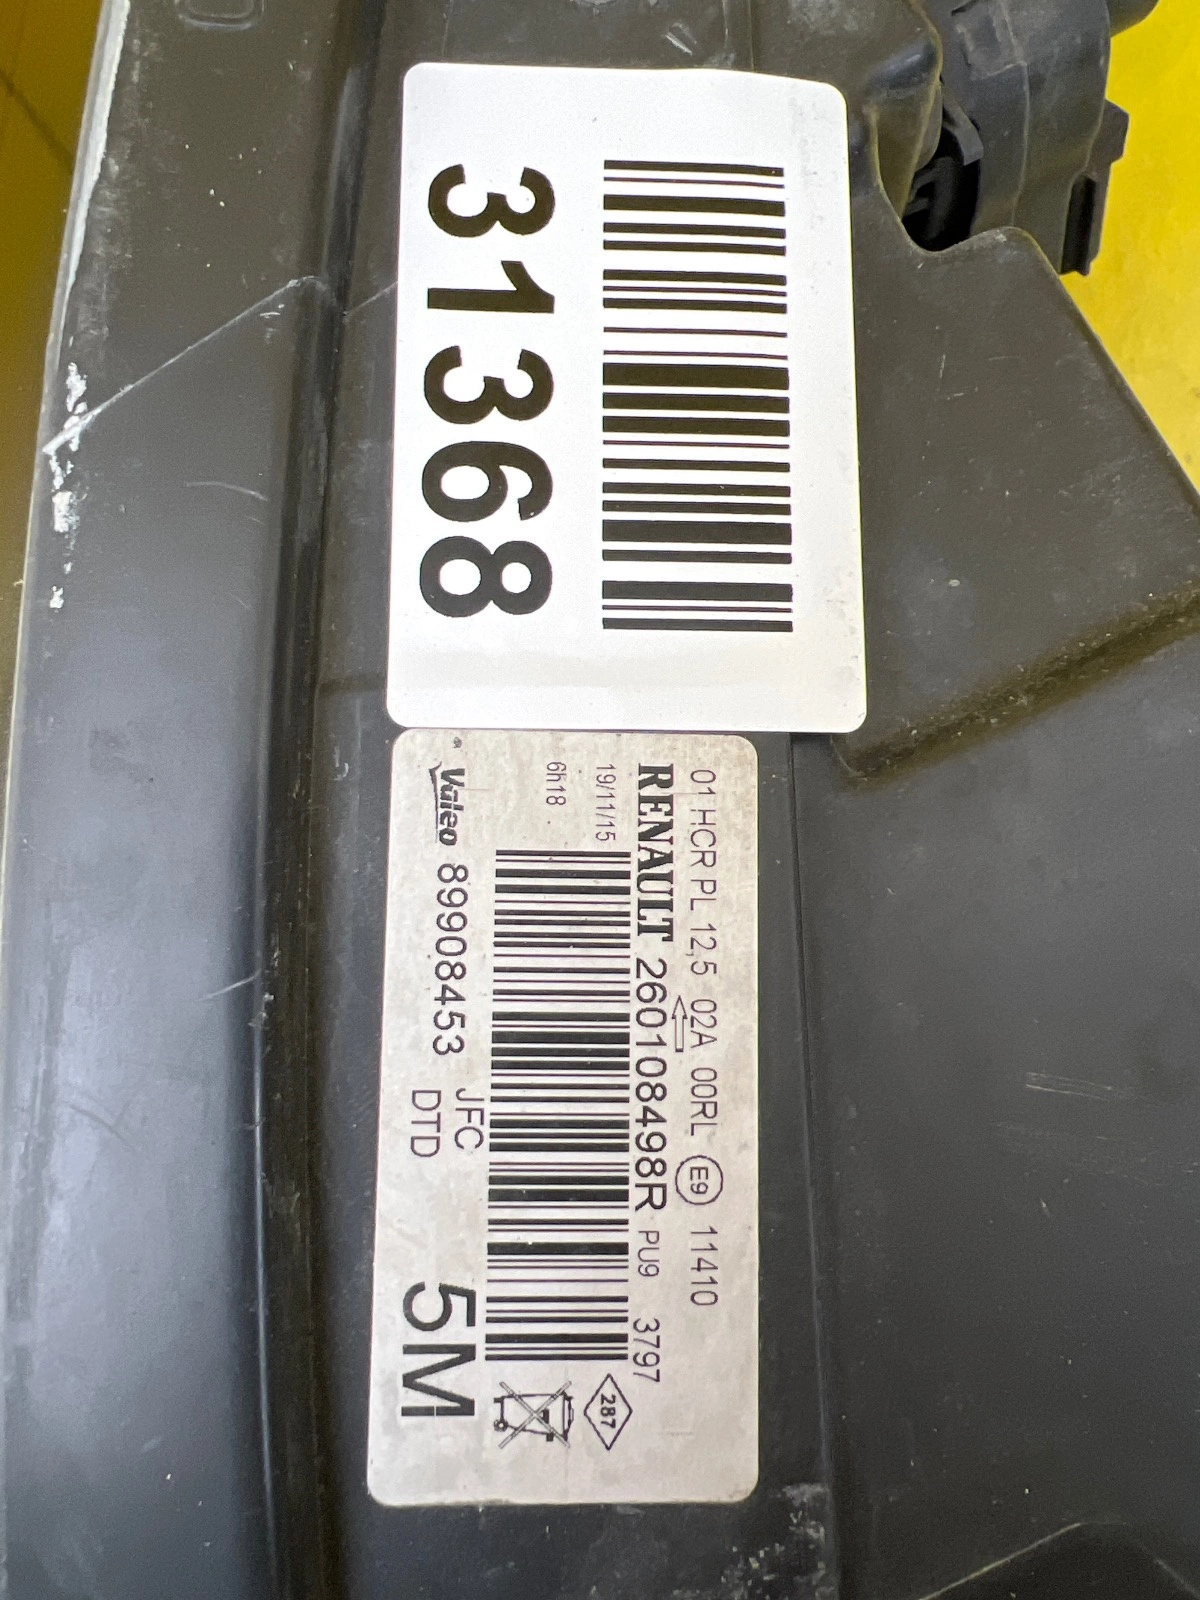 31368
01 HCR PL 12,5 02A 00RL E9 11410
RENAULT 260108498R PU9 3797
19/11/15
6h18
287
Valeo 89908453 JFC
DTD
5M